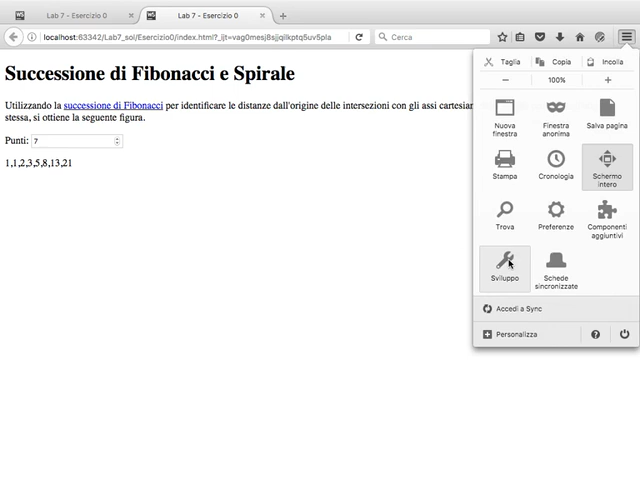 Lab 7 - Esercizio 0
Lab 7 - Esercizio 0
localhost:63342/Lab7_sol/Esercizio0/index.html?_ijt=vag0mesj8sjjqilkptq5uv5pla
Cerca
Successione di Fibonacci e Spirale
Utilizzando la successione di Fibonacci per identificare le distanze dall'origine delle intersezioni con gli assi cartesian
stessa, si ottiene la seguente figura.
Punti: 7
1,1,2,3,5,8,13,21
Taglia Copia Incolla
− 100% +
Nuova finestra
Finestra anonima
Salva pagina
Stampa
Cronologia
Schermo intero
Trova
Preferenze
Componenti aggiuntivi
Sviluppo
Schede sincronizzate
Accedi a Sync
Personalizza